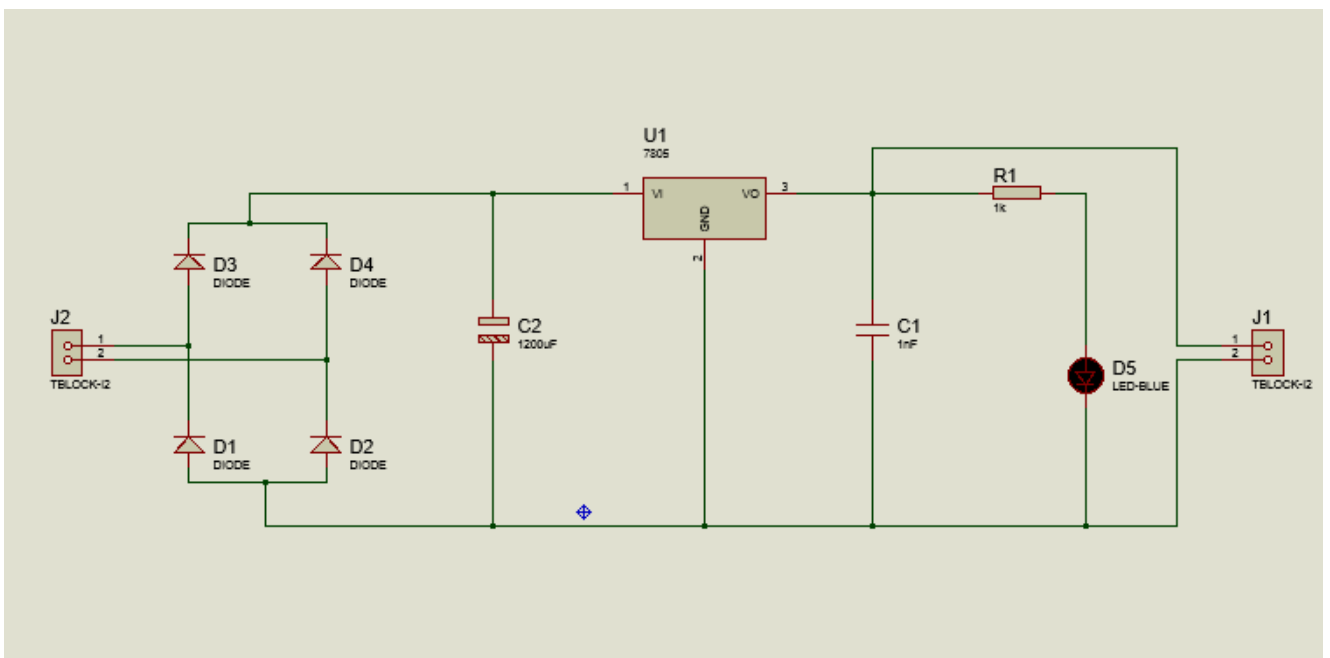 U1
7805
1
VI
VO
3
GND
2
R1
1k
D3
DIODE
D4
DIODE
J2
1
2
TBLOCK-I2
C2
1200uF
C1
1nF
J1
1
2
TBLOCK-I2
D5
LED-BLUE
D1
DIODE
D2
DIODE